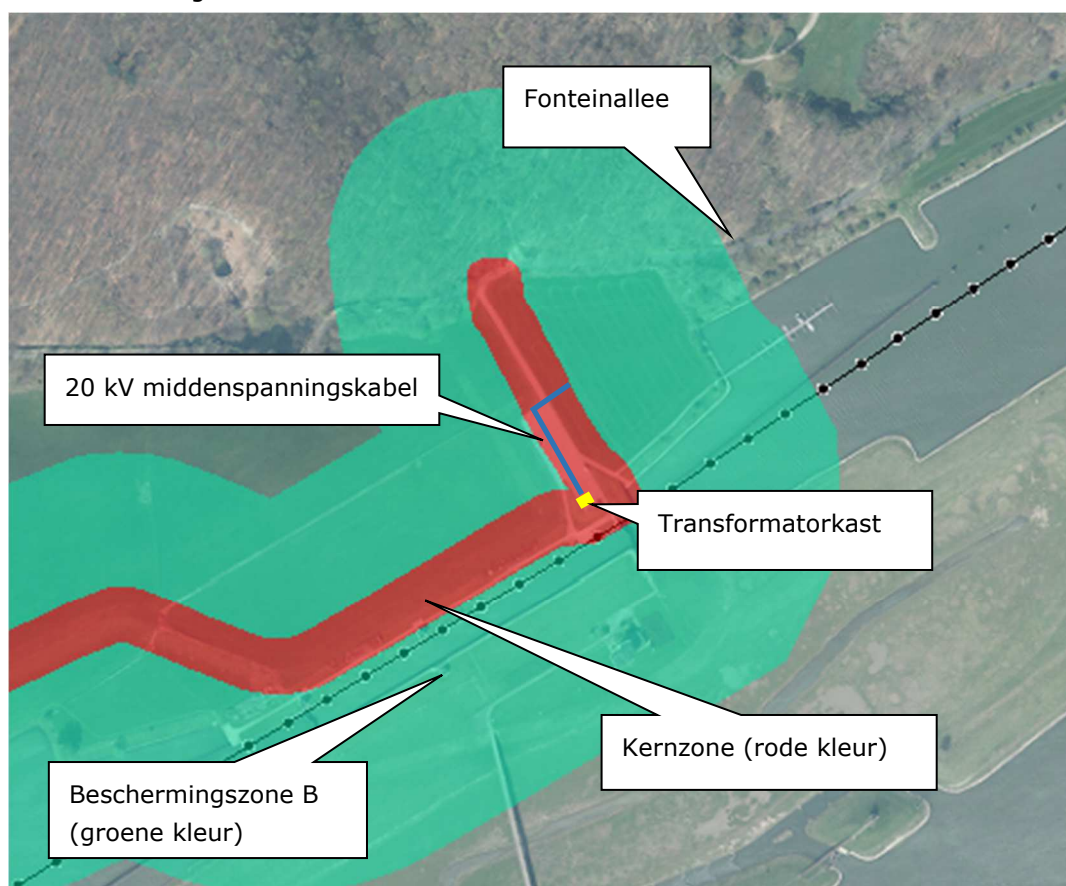 Fonteinallee
20 kV middenspanningskabel
Transformatorkast
Kernzone (rode kleur)
Beschermingszone B
(groene kleur)